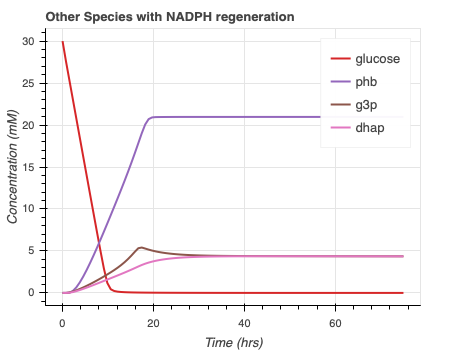 Other Species with NADPH regeneration
30
25
20
15
10
5
0
Concentration (mM)
glucose
phb
g3p
dhap
0 20 40 60
Time (hrs)